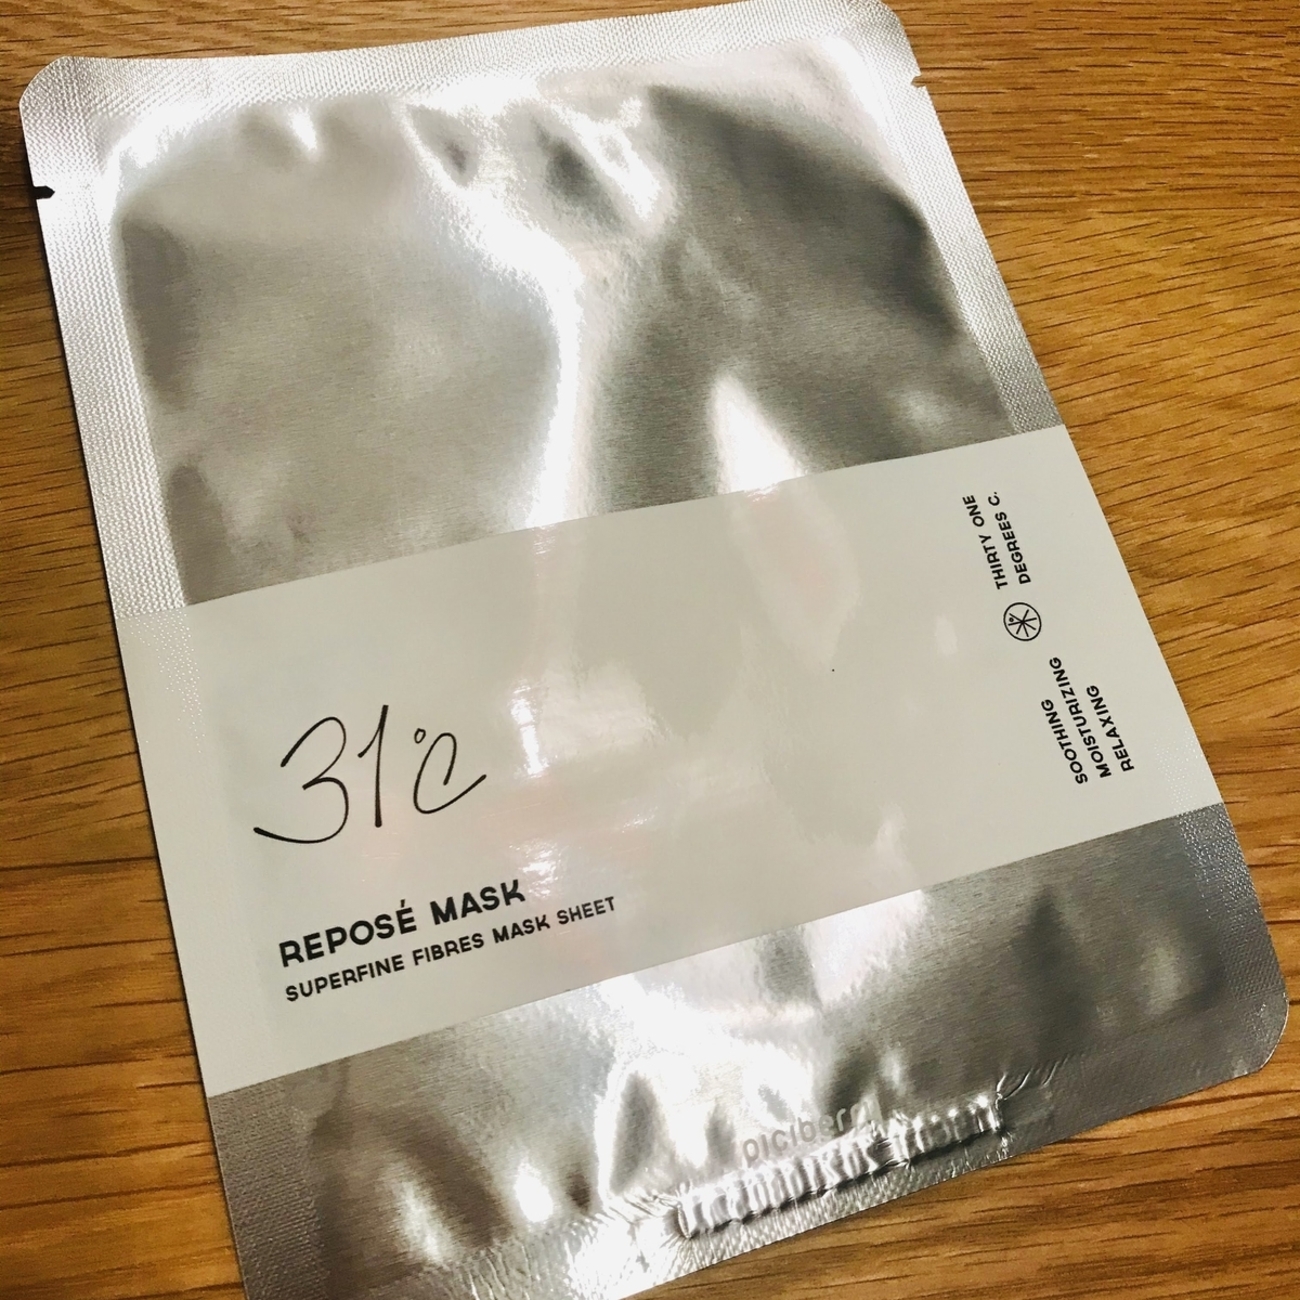 31°C
REPOSÉ MASK
SUPERFINE FIBRES MASK SHEET
THIRTY ONE
DEGREES C.
SOOTHING
MOISTURIZING
RELAXING